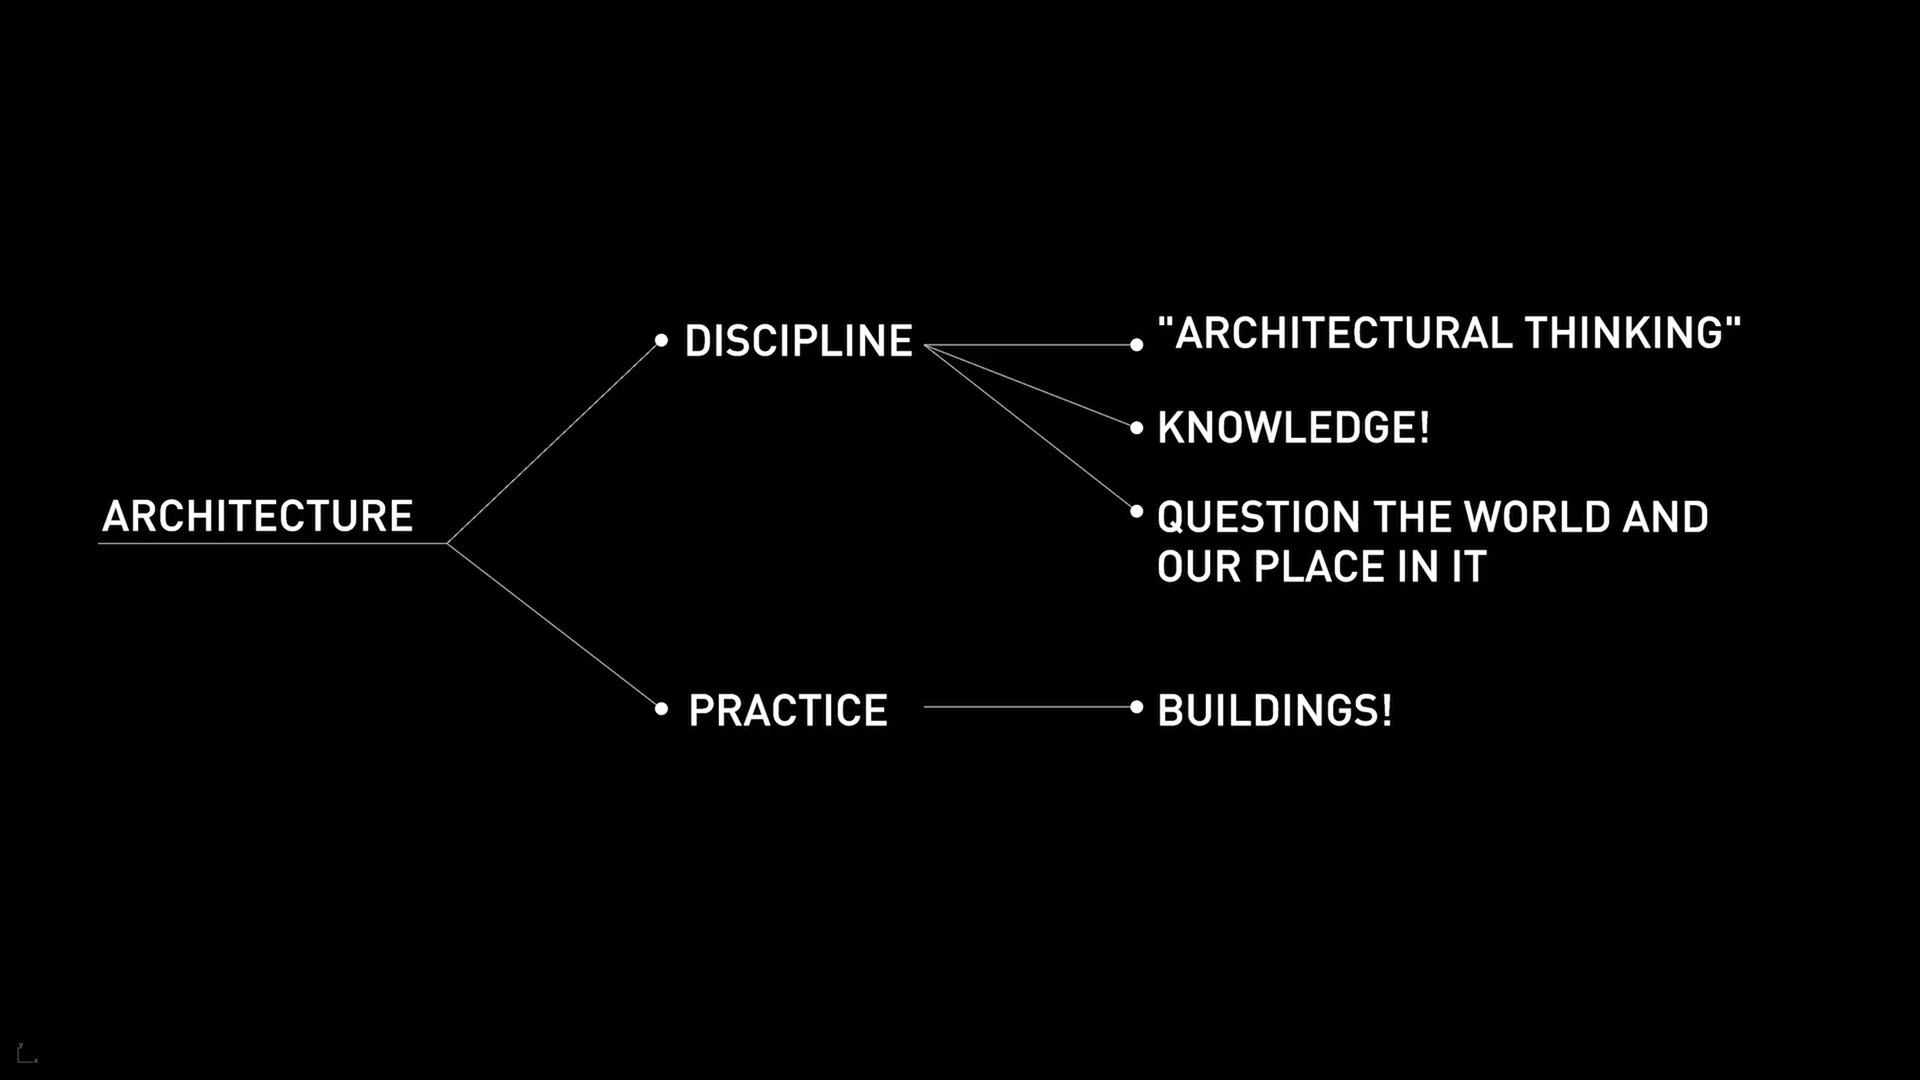 ARCHITECTURE
DISCIPLINE
"ARCHITECTURAL THINKING"
KNOWLEDGE!
QUESTION THE WORLD AND
OUR PLACE IN IT
PRACTICE
BUILDINGS!
y
x